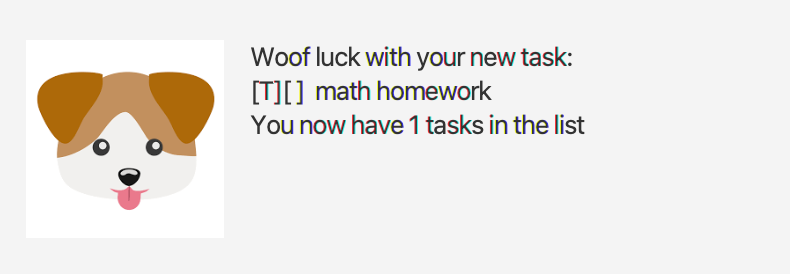 Woof luck with your new task:
[T][ ]  math homework
You now have 1 tasks in the list